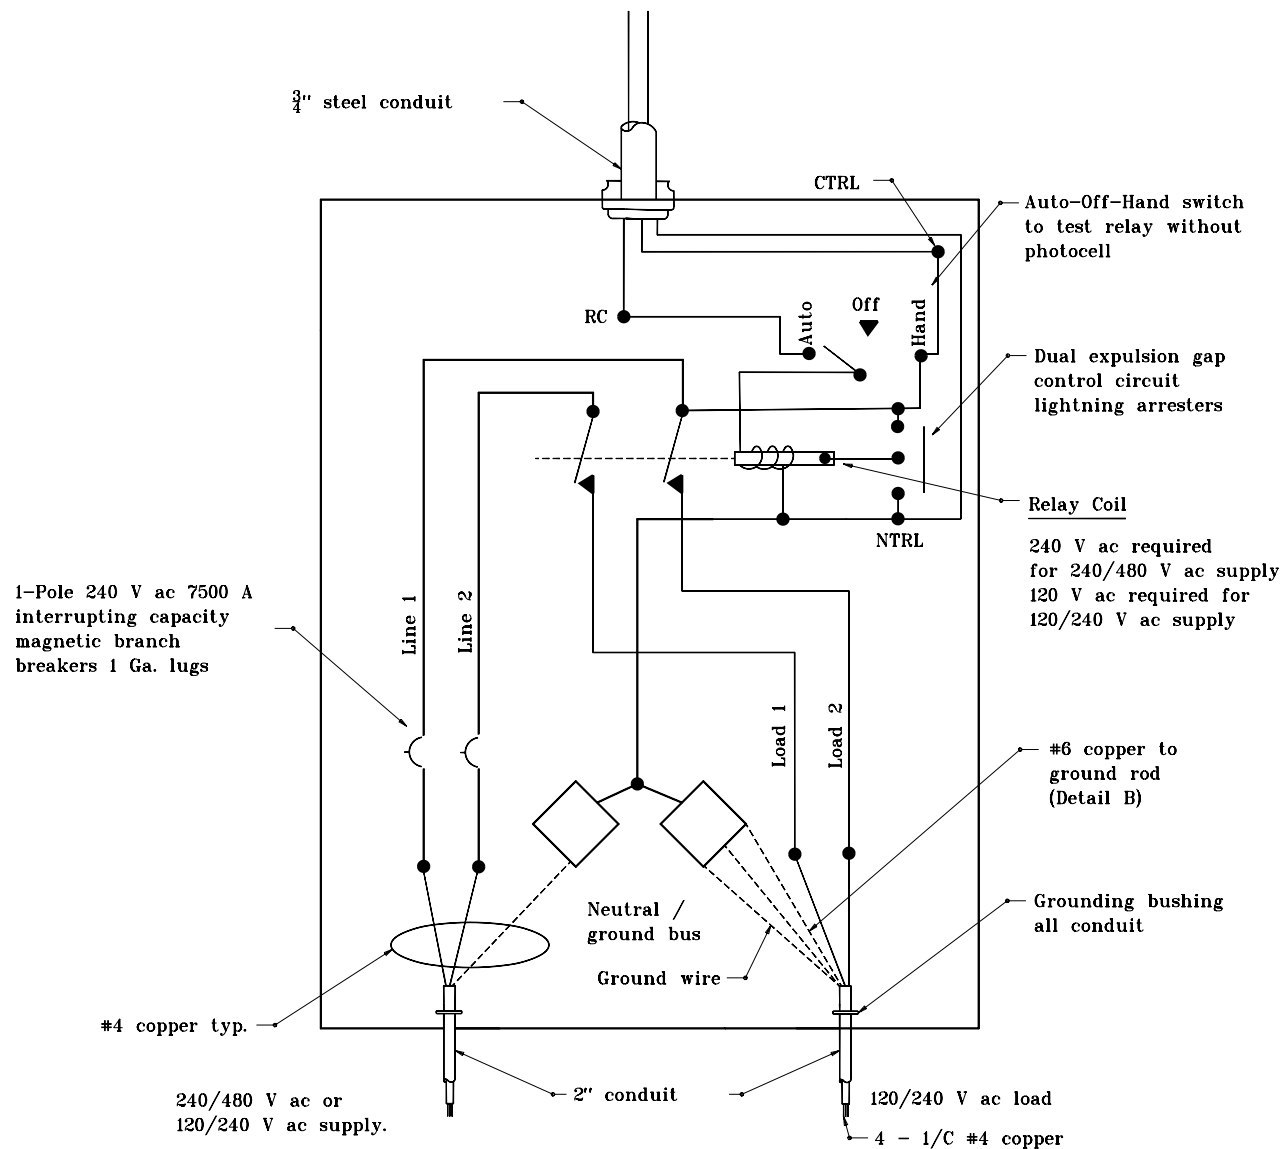 3/4" steel conduit
CTRL
Auto-Off-Hand switch
to test relay without
photocell
RC
Auto
Off
Hand
Dual expulsion gap
control circuit
lightning arresters
Relay Coil
240 V ac required
for 240/480 V ac supply
120 V ac required for
120/240 V ac supply
NTRL
1-Pole 240 V ac 7500 A
interrupting capacity
magnetic branch
breakers 1 Ga. lugs
Line 1
Line 2
Load 1
Load 2
#6 copper to
ground rod
(Detail B)
Neutral /
ground bus
Grounding bushing
all conduit
Ground wire
#4 copper typ.
2" conduit
240/480 V ac or
120/240 V ac supply.
120/240 V ac load
4 - 1/C #4 copper